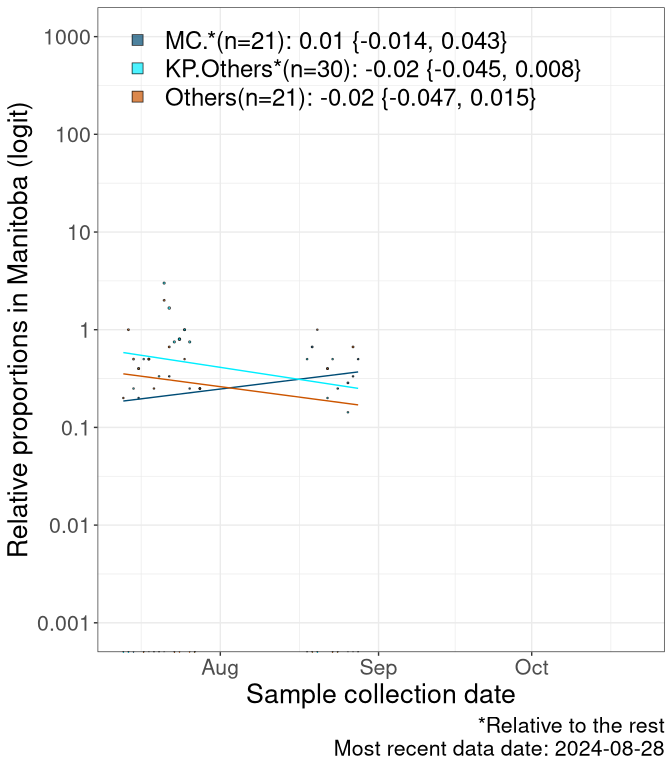 MC.*(n=21): 0.01 {-0.014, 0.043}
KP.Others*(n=30): -0.02 {-0.045, 0.008}
Others(n=21): -0.02 {-0.047, 0.015}
Relative proportions in Manitoba (logit)
1000
100
10
1
0.1
0.01
0.001
Aug Sep Oct
Sample collection date
*Relative to the rest
Most recent data date: 2024-08-28